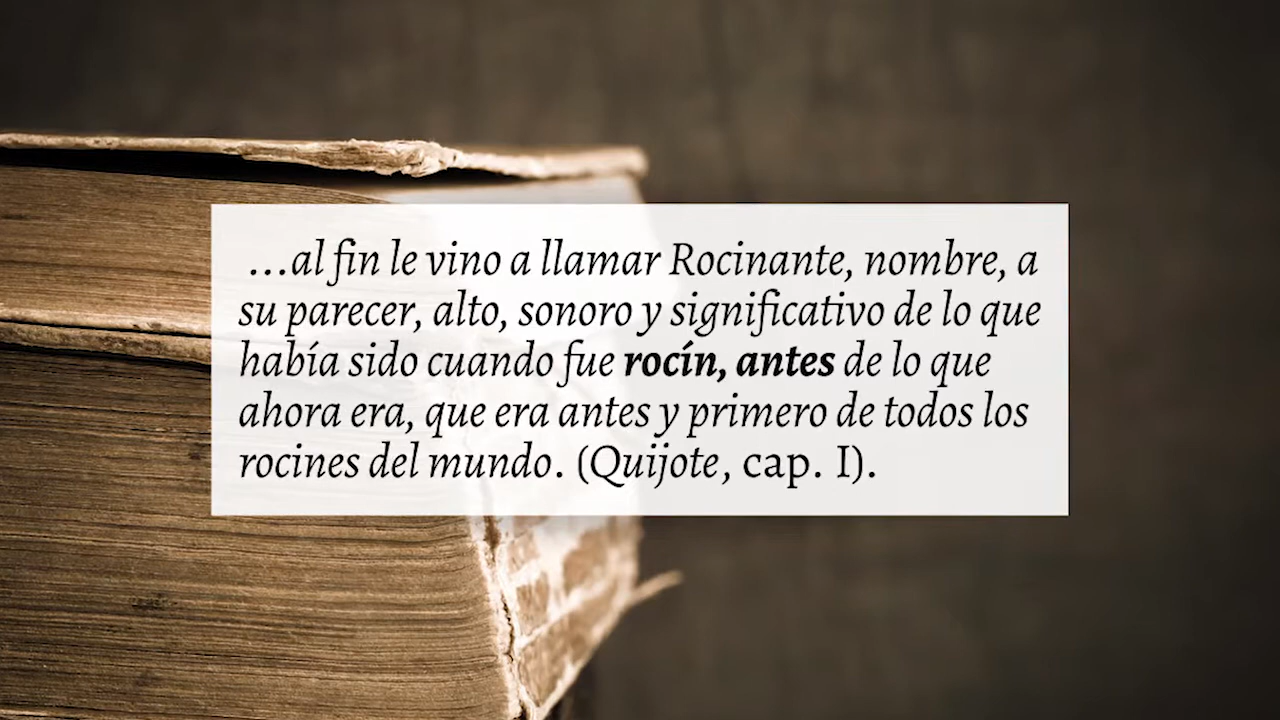 ...al fin le vino a llamar Rocinante, nombre, a
su parecer, alto, sonoro y significativo de lo que
había sido cuando fue rocín, antes de lo que
ahora era, que era antes y primero de todos los
rocines del mundo. (Quijote, cap. I).